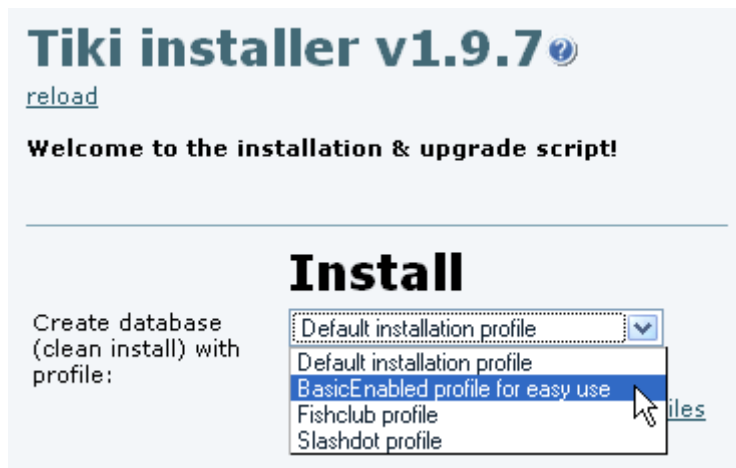 Tiki installer v1.9.7
reload
Welcome to the installation & upgrade script!
Install
Create database
(clean install) with
profile:
Default installation profile
Default installation profile
BasicEnabled profile for easy use
Fishclub profile
Slashdot profile